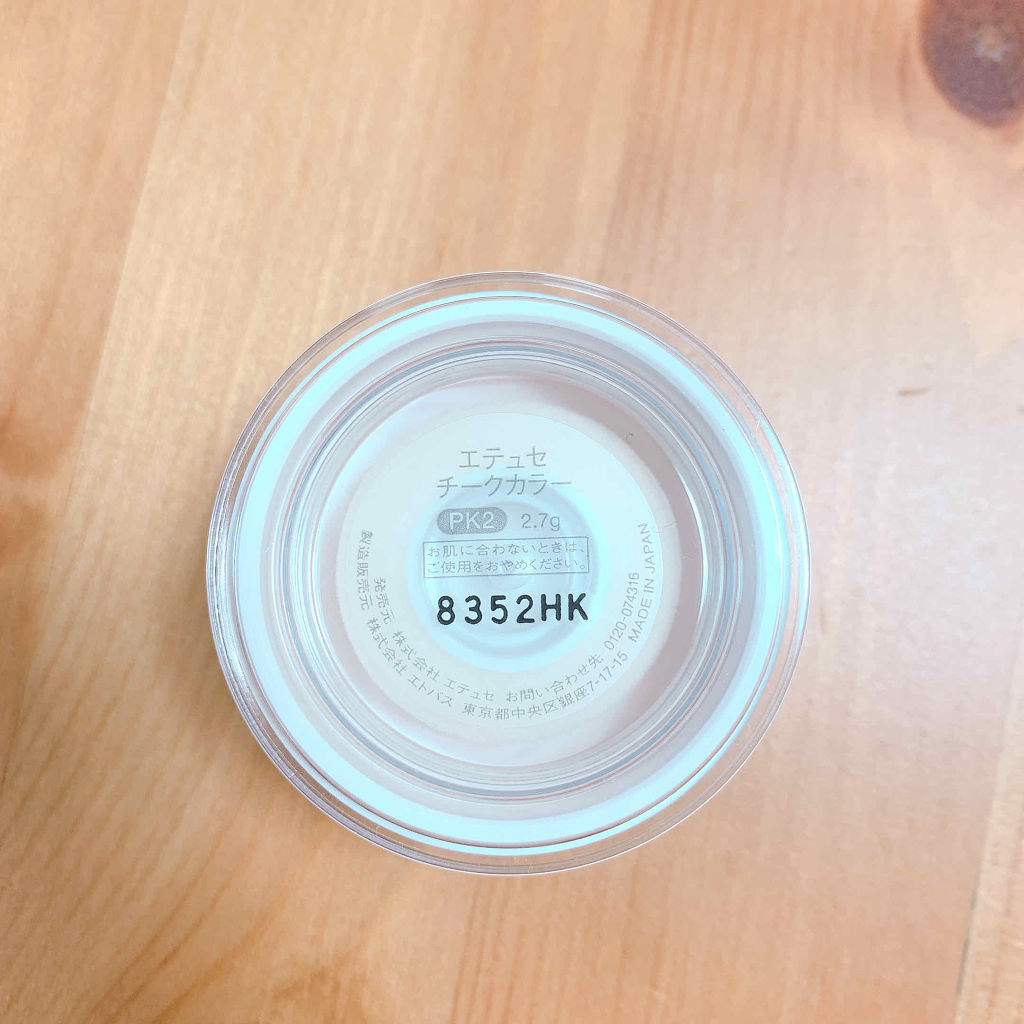 エテュセ
チークカラー
PK2 2.7g
お肌に合わないときは、
ご使用をおやめください。
8352HK
発売元 株式会社 エテュセ お問い合わせ先 0120-074316
製造販売元 株式会社 エトバス 東京都中央区銀座7-17-15 MADE IN JAPAN